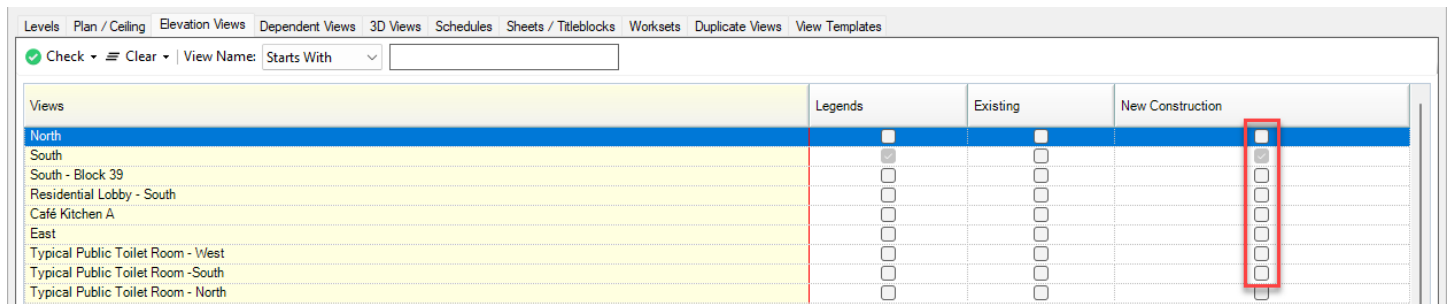 Levels Plan / Ceiling Elevation Views Dependent Views 3D Views Schedules Sheets / Titleblocks Worksets Duplicate Views View Templates
Check Clear | View Name: Starts With
Views Legends Existing New Construction
North
South
South - Block 39
Residential Lobby - South
Café Kitchen A
East
Typical Public Toilet Room - West
Typical Public Toilet Room -South
Typical Public Toilet Room - North